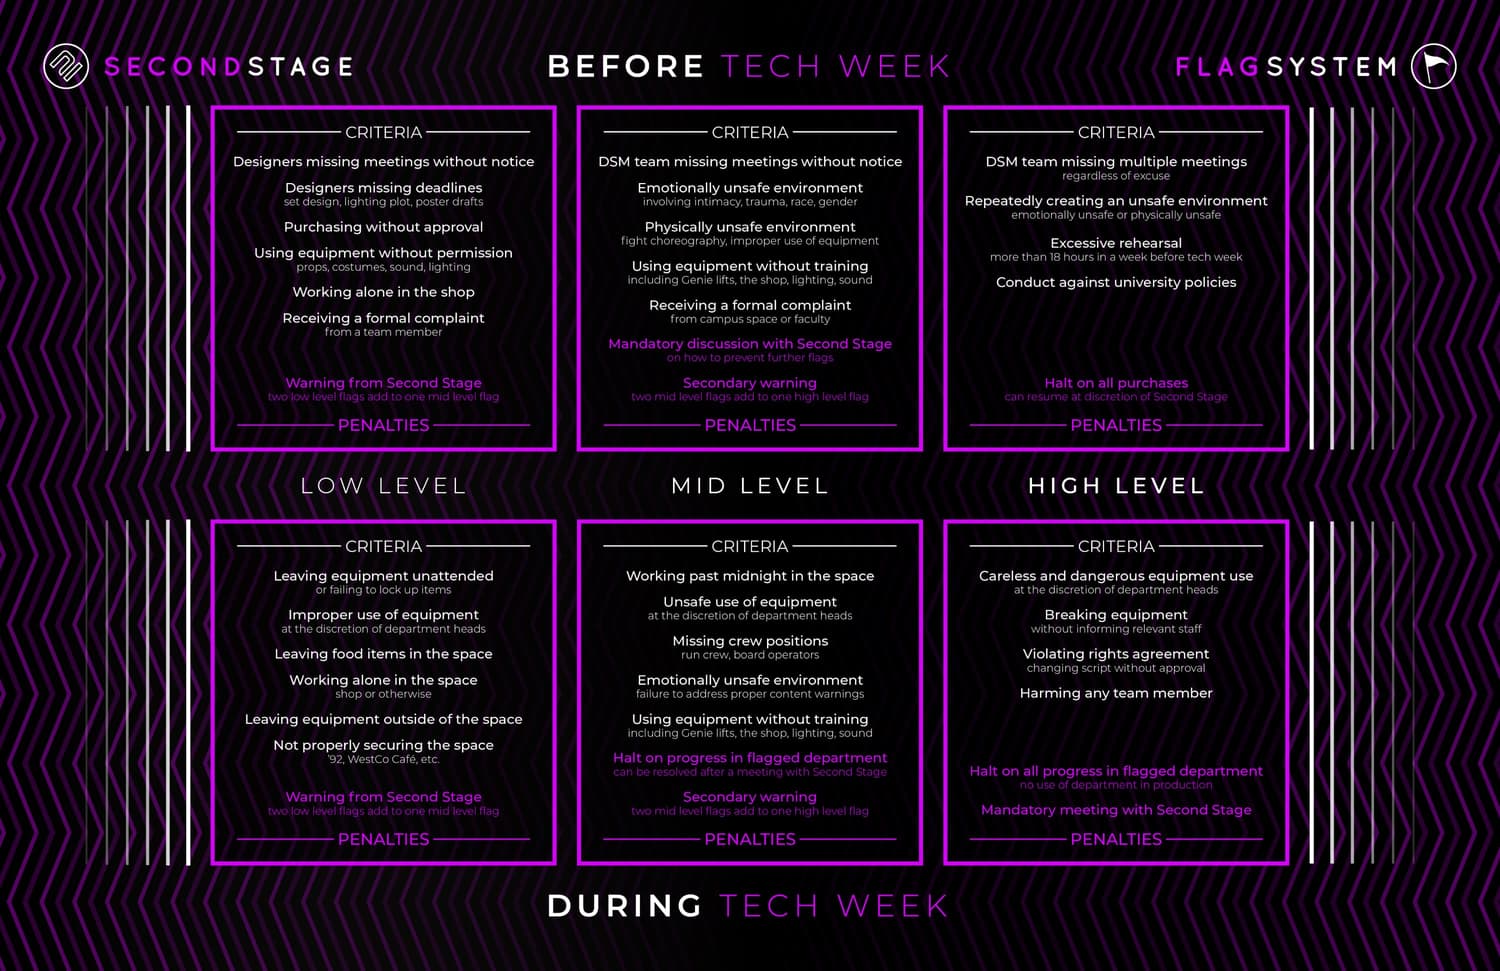 SECONDSTAGE
BEFORE TECH WEEK
FLAGSYSTEM
CRITERIA
Designers missing meetings without notice
Designers missing deadlines
set design, lighting plot, poster drafts
Purchasing without approval
Using equipment without permission
props, costumes, sound, lighting
Working alone in the shop
Receiving a formal complaint
from a team member
Warning from Second Stage
two low level flags add to one mid level flag
PENALTIES
CRITERIA
DSM team missing meetings without notice
Emotionally unsafe environment
involving intimacy, trauma, race, gender
Physically unsafe environment
fight choreography, improper use of equipment
Using equipment without training
including Genie lifts, the shop, lighting, sound
Receiving a formal complaint
from campus space or faculty
Mandatory discussion with Second Stage
on how to prevent further flags
Secondary warning
two mid level flags add to one high level flag
PENALTIES
CRITERIA
DSM team missing multiple meetings
regardless of excuse
Repeatedly creating an unsafe environment
emotionally unsafe or physically unsafe
Excessive rehearsal
more than 18 hours in a week before tech week
Conduct against university policies
Halt on all purchases
can resume at discretion of Second Stage
PENALTIES
LOW LEVEL
MID LEVEL
HIGH LEVEL
CRITERIA
Leaving equipment unattended
or failing to lock up items
Improper use of equipment
at the discretion of department heads
Leaving food items in the space
Working alone in the space
shop or otherwise
Leaving equipment outside of the space
Not properly securing the space
'92, WestCo Café, etc.
Warning from Second Stage
two low level flags add to one mid level flag
PENALTIES
CRITERIA
Working past midnight in the space
Unsafe use of equipment
at the discretion of department heads
Missing crew positions
run crew, board operators
Emotionally unsafe environment
failure to address proper content warnings
Using equipment without training
including Genie lifts, the shop, lighting, sound
Halt on progress in flagged department
can be resolved after a meeting with Second Stage
Secondary warning
two mid level flags add to one high level flag
PENALTIES
CRITERIA
Careless and dangerous equipment use
at the discretion of department heads
Breaking equipment
without informing relevant staff
Violating rights agreement
changing script without approval
Harming any team member
Halt on all progress in flagged department
no use of department in production
Mandatory meeting with Second Stage
PENALTIES
DURING TECH WEEK